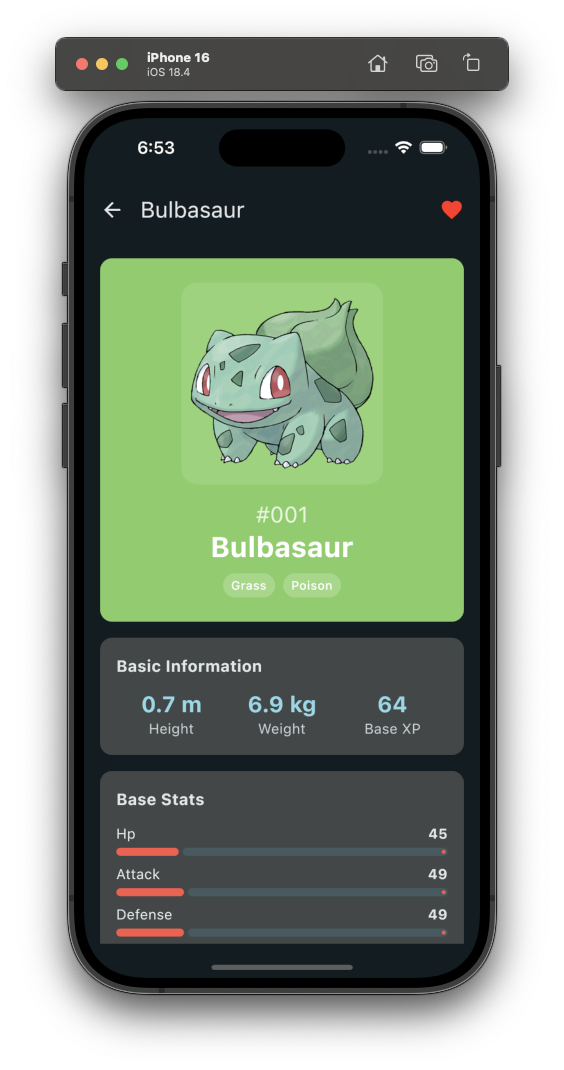 iPhone 16
iOS 18.4
6:53
Bulbasaur
#001
Bulbasaur
Grass Poison
Basic Information
0.7 m 6.9 kg 64
Height Weight Base XP
Base Stats
Hp 45
Attack 49
Defense 49